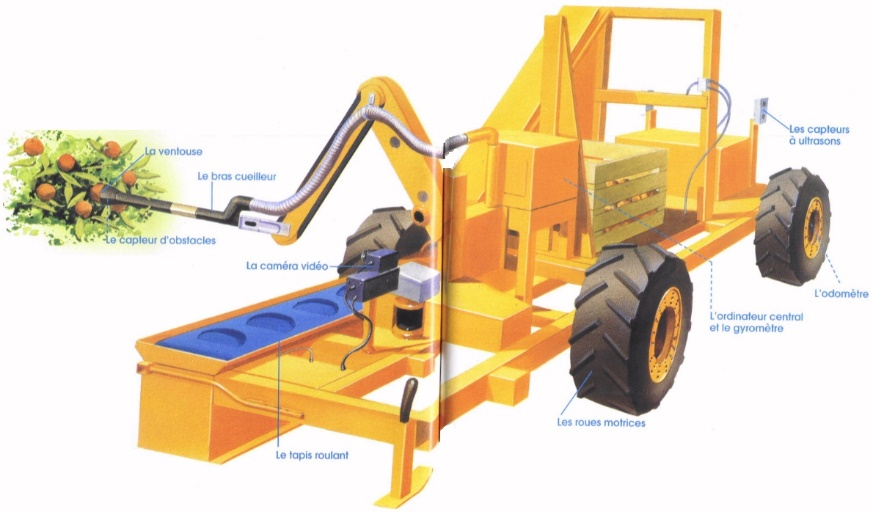 La ventouse
Le bras cueilleur
Les capteurs
à ultrasons
Le capteur d'obstacles
La caméra vidéo
L'odomètre
L'ordinateur central
et le gyromètre
Les roues motrices
Le tapis roulant